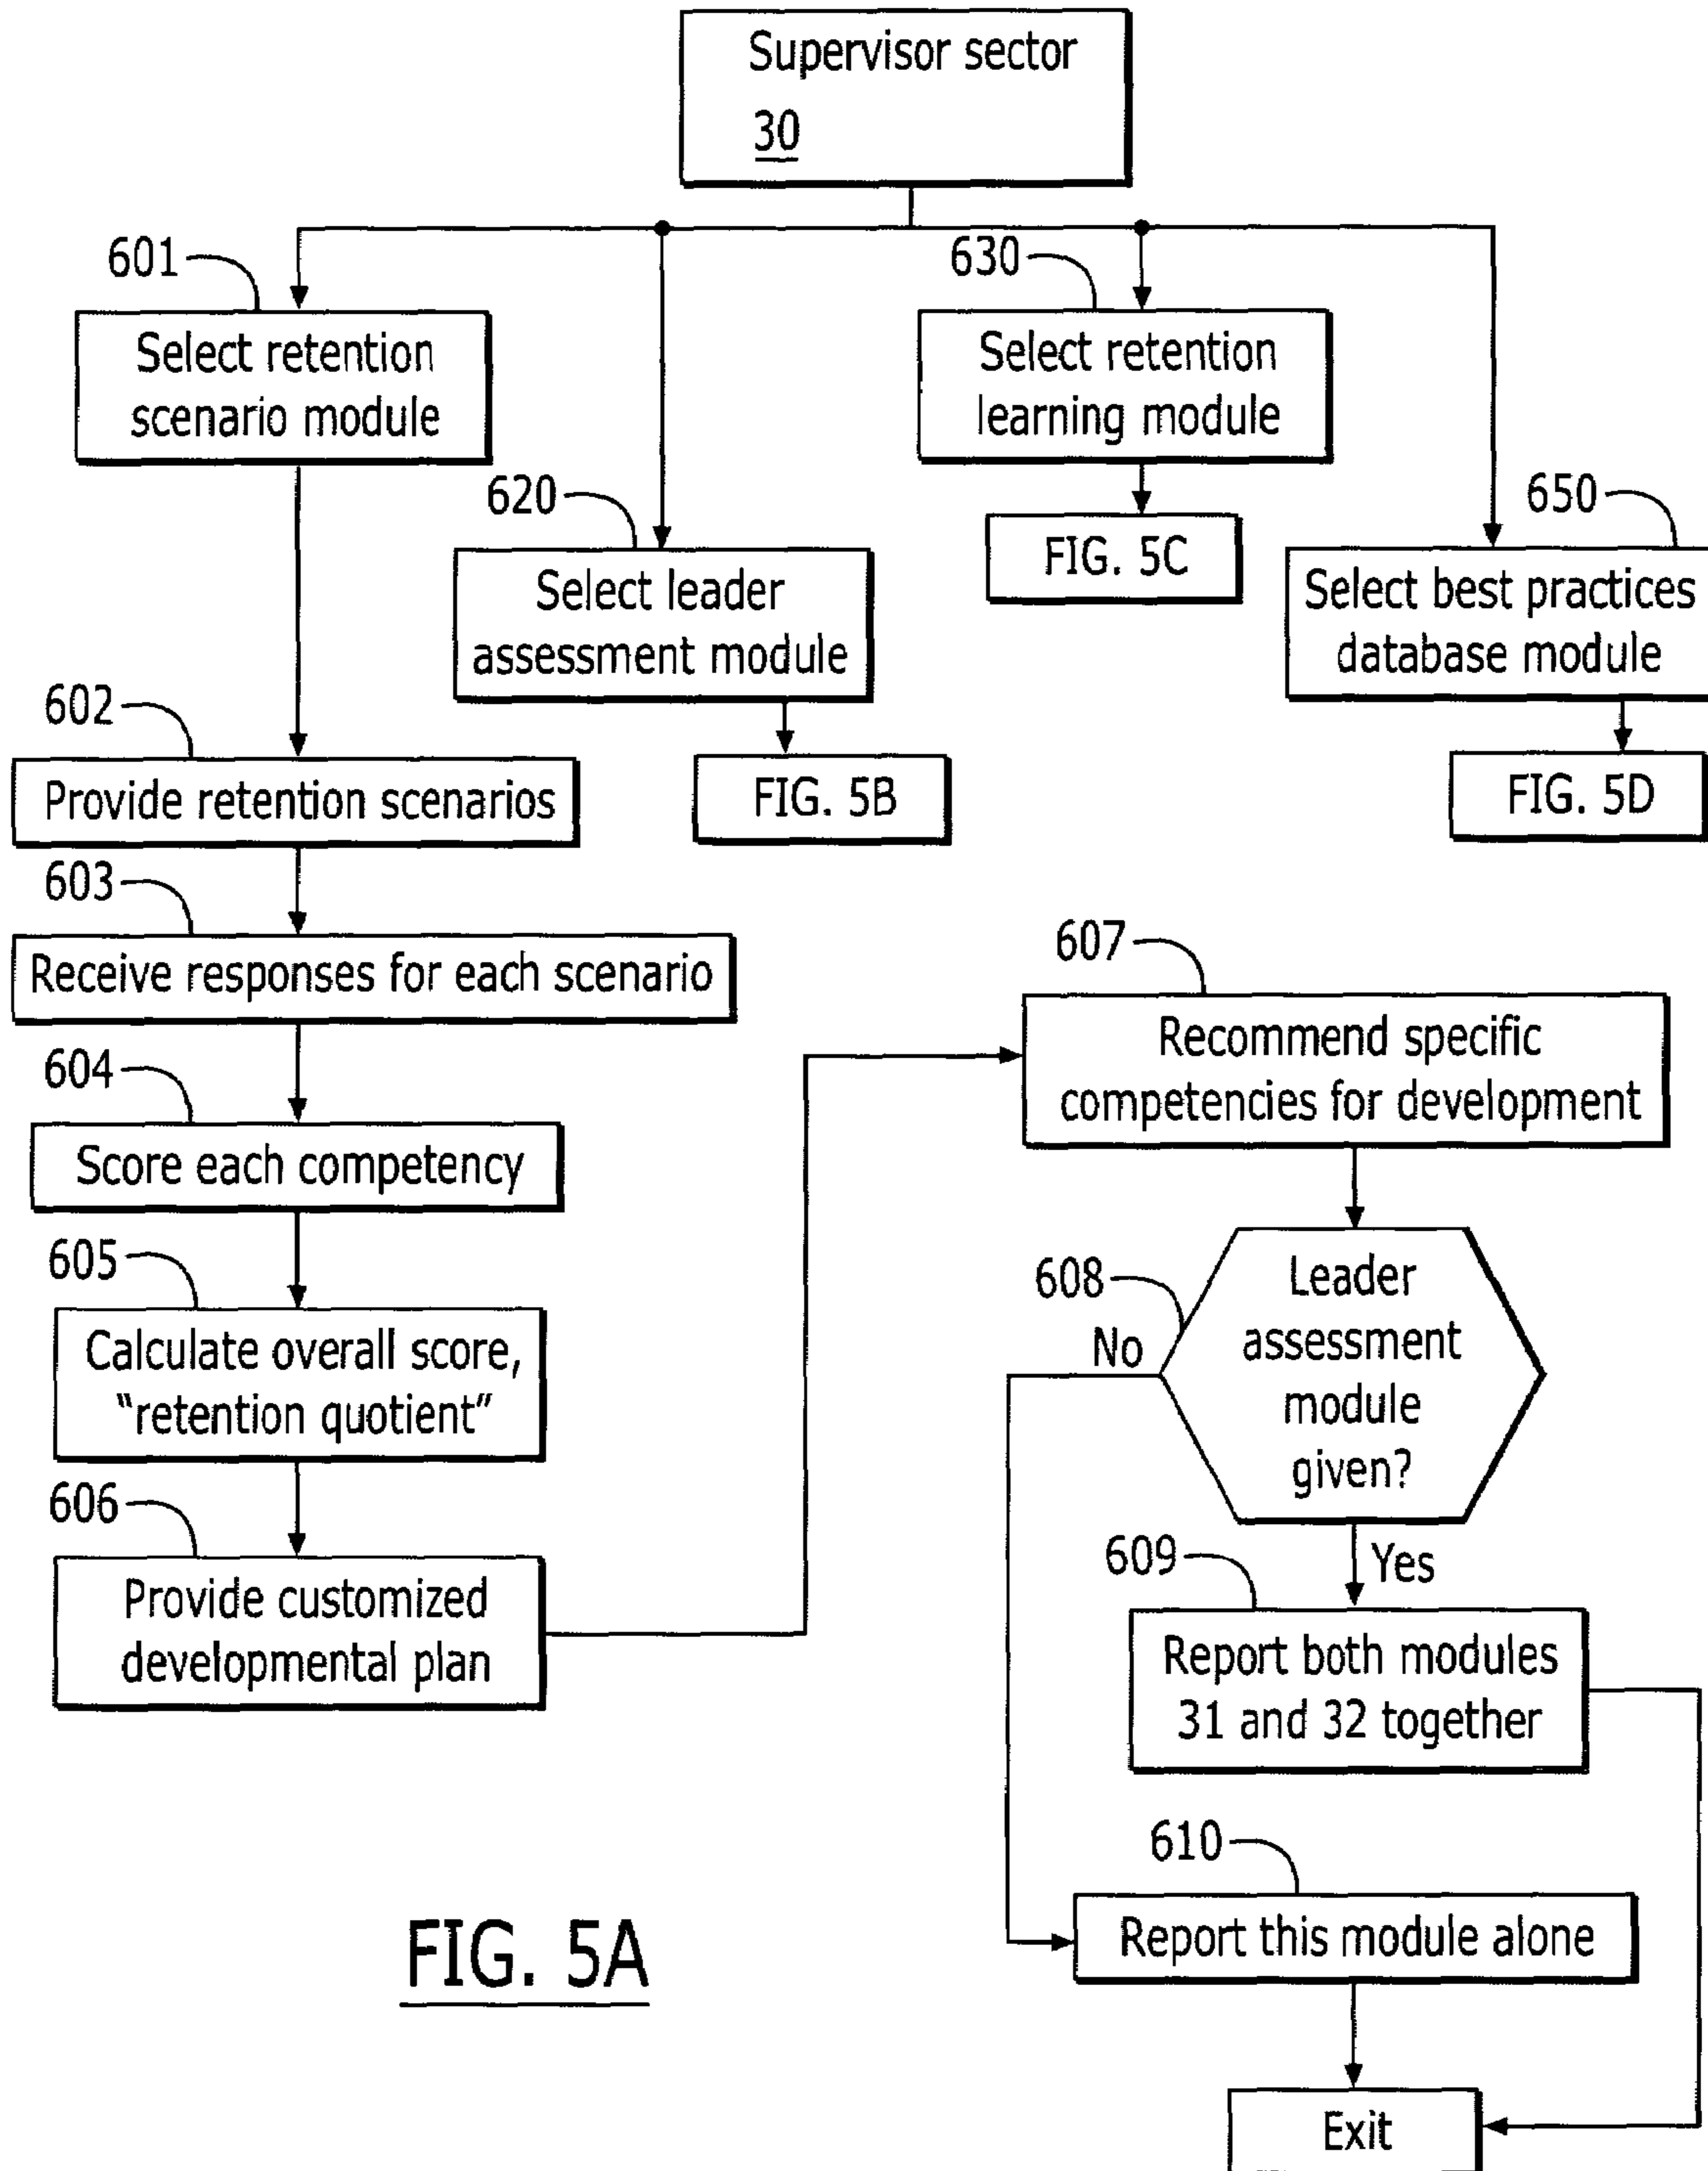 Supervisor sector
30
601
Select retention
scenario module
630
Select retention
learning module
620
Select leader
assessment module
FIG. 5C
650
Select best practices
database module
602
Provide retention scenarios
FIG. 5B
FIG. 5D
603
Receive responses for each scenario
604
Score each competency
605
Calculate overall score,
“retention quotient”
606
Provide customized
developmental plan
607
Recommend specific
competencies for development
608
Leader
assessment
module
given?
No
Yes
609
Report both modules
31 and 32 together
610
Report this module alone
Exit
FIG. 5A